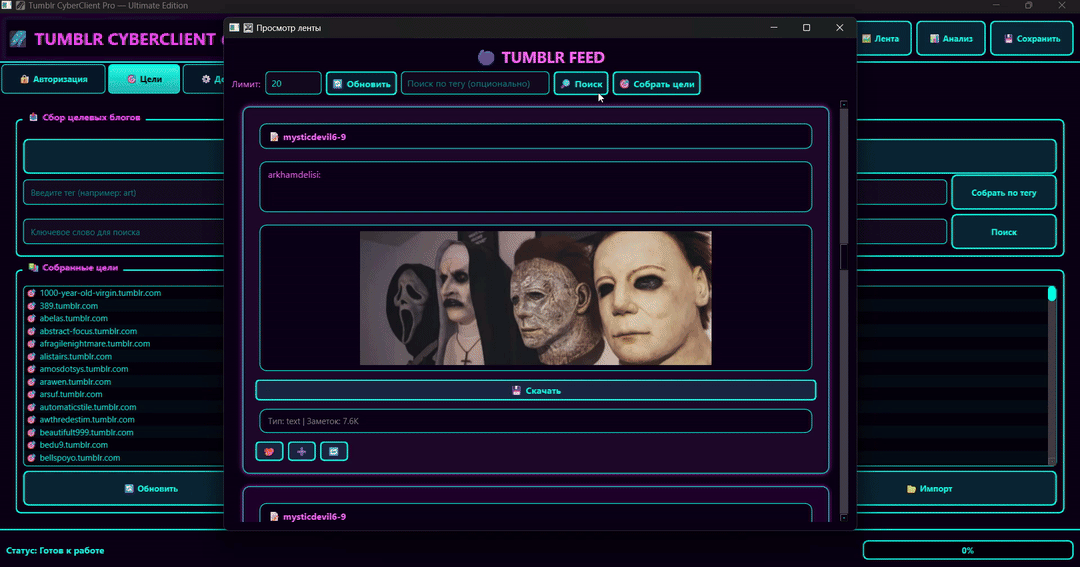 Tumblr CyberClient Pro — Ultimate Edition
TUMBLR CYBERCLIENT
Лента
Анализ
Сохранить
Авторизация
Цели
Сбор целевых блогов
Введите тег (например: art)
Собрать по тегу
Ключевое слово для поиска
Поиск
Собранные цели
1000-year-old-virgin.tumblr.com
389.tumblr.com
abelas.tumblr.com
abstract-focus.tumblr.com
afragilenightmare.tumblr.com
alistairs.tumblr.com
amosdotsys.tumblr.com
arawen.tumblr.com
arsuf.tumblr.com
automaticstile.tumblr.com
awthredestim.tumblr.com
beautifult999.tumblr.com
bedu9.tumblr.com
bellspoyo.tumblr.com
Обновить
Импорт
Статус: Готов к работе
0%
Просмотр ленты
TUMBLR FEED
Лимит:
20
Обновить
Поиск по тегу (опционально)
Поиск
Собрать цели
mysticdevil6-9
arkhamdelisi:
Скачать
Тип: text | Заметок: 7.6K
mysticdevil6-9